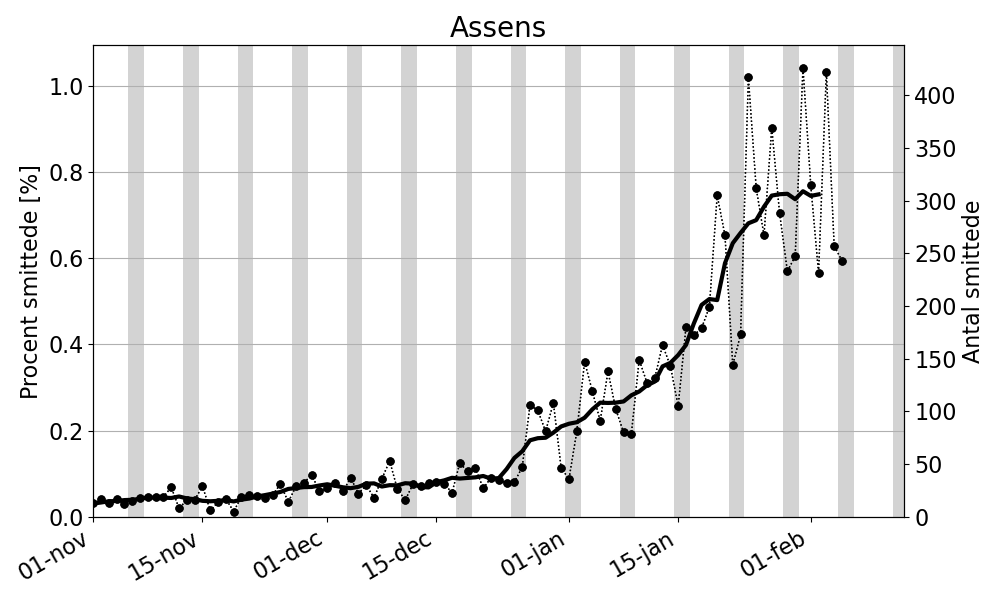 Assens
Procent smittede [%]
1.0
0.8
0.6
0.4
0.2
0.0
400
350
300
250
200
150
100
50
0
Antal smittede
01-nov
15-nov
01-dec
15-dec
01-jan
15-jan
01-feb